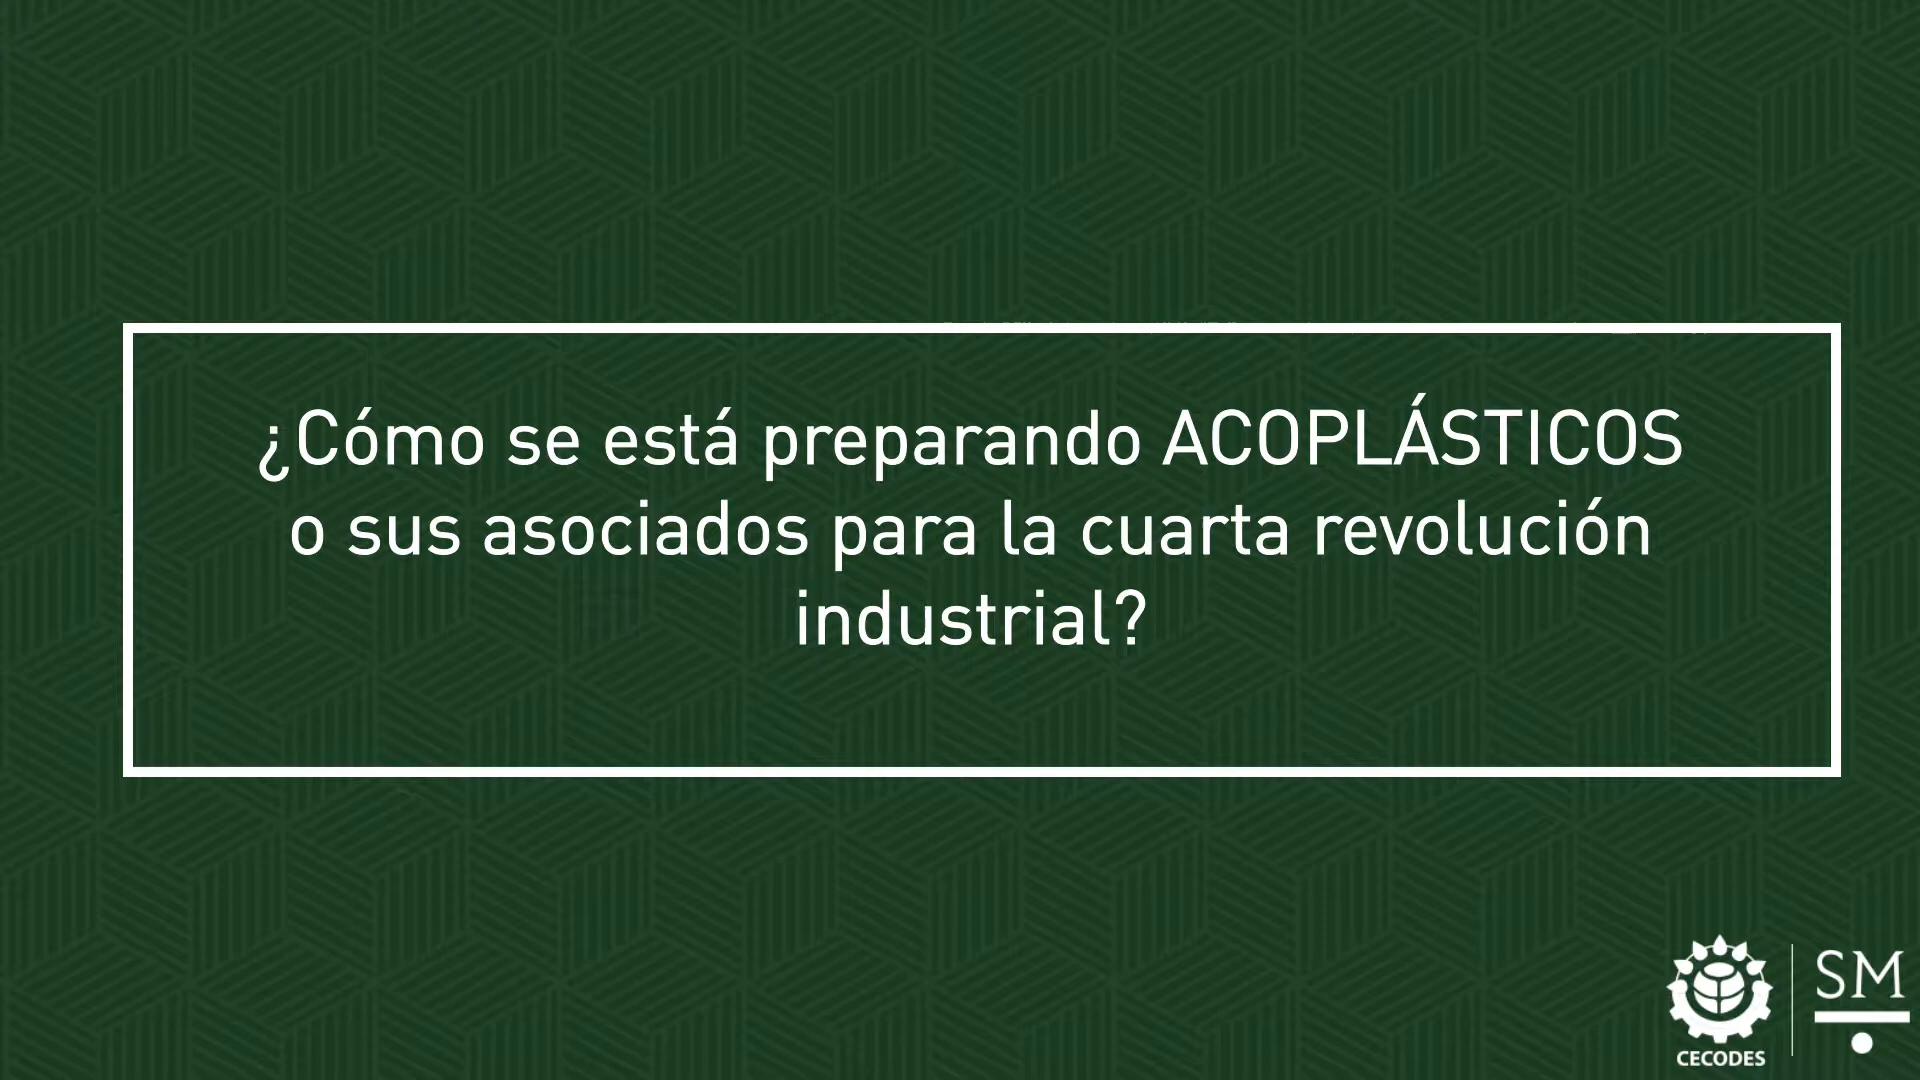 ¿Cómo se está preparando ACOPLÁSTICOS
o sus asociados para la cuarta revolución
industrial?
CECODES
SM